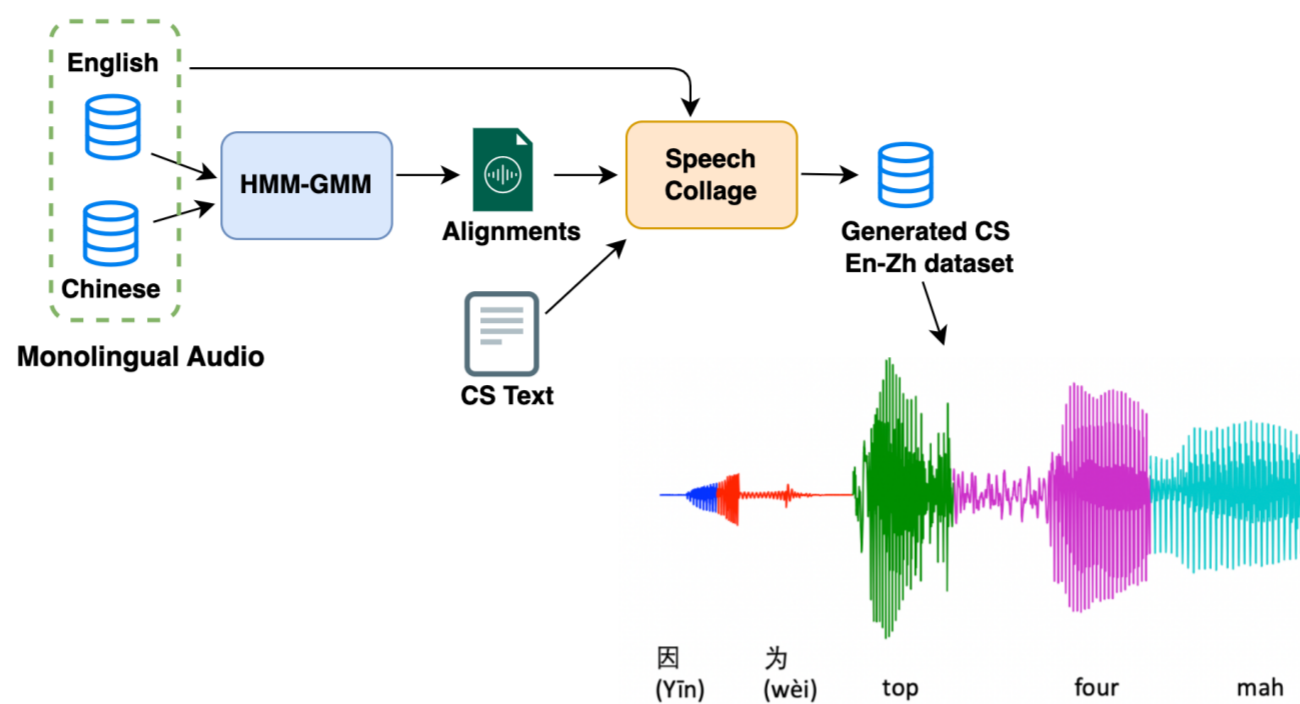 English
Chinese
Monolingual Audio
HMM-GMM
Alignments
CS Text
Speech
Collage
Generated CS
En-Zh dataset
因 为
(Yīn) (wèi) top four mah